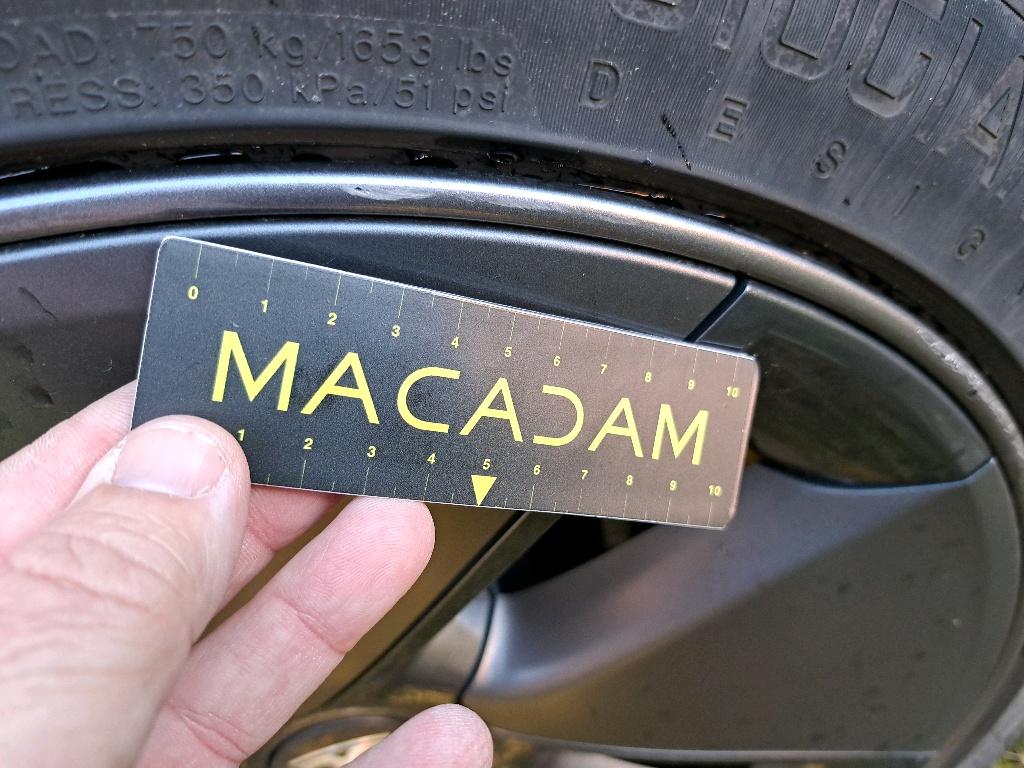 OAD: 750 kg/1653 lbs
RESS: 350 kPa/51 psi
D E S I G
0 1 2 3 4 5 6 7 8 9 10
MACADAM
1 2 3 4 5 6 7 8 9 10